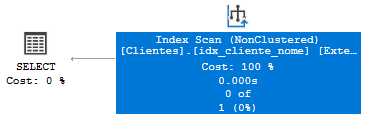 Index Scan (NonClustered)
[Clientes].[idx_cliente_nome] [Exte…
Cost: 100 %
0.000s
0 of
1 (0%)
SELECT
Cost: 0 %